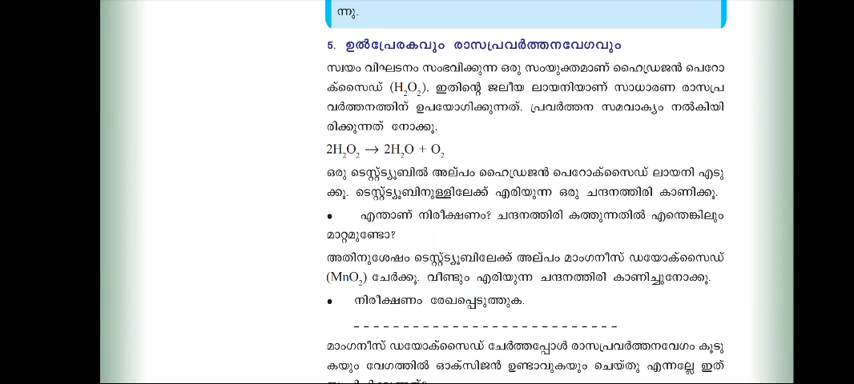 ന്നു.
5. ഉൽപ്രേരകവും രാസപ്രവർത്തനവേഗവും
സ്വയം വിഘടനം സംഭവിക്കുന്ന ഒരു സംയുക്തമാണ് ഹൈഡ്രജൻ പെറോ
ക്സൈഡ് (H₂O₂). ഇതിന്റെ ജലീയ ലായനിയാണ് സാധാരണ രാസപ്ര
വർത്തനത്തിന് ഉപയോഗിക്കുന്നത്. പ്രവർത്തന സമവാക്യം നൽകിയി
രിക്കുന്നത് നോക്കൂ.
2H₂O₂ → 2H₂O + O₂
ഒരു ടെസ്റ്റ്ട്യൂബിൽ അല്പം ഹൈഡ്രജൻ പെറോക്സൈഡ് ലായനി എടു
ക്കൂ. ടെസ്റ്റ്ട്യൂബിനുള്ളിലേക്ക് എരിയുന്ന ഒരു ചന്ദനത്തിരി കാണിക്കൂ.
• എന്താണ് നിരീക്ഷണം? ചന്ദനത്തിരി കത്തുന്നതിൽ എന്തെങ്കിലും
മാറ്റമുണ്ടോ?
അതിനുശേഷം ടെസ്റ്റ്ട്യൂബിലേക്ക് അല്പം മാംഗനീസ് ഡയോക്സൈഡ്
(MnO₂) ചേർക്കൂ. വീണ്ടും എരിയുന്ന ചന്ദനത്തിരി കാണിച്ചുനോക്കൂ.
• നിരീക്ഷണം രേഖപ്പെടുത്തുക.
മാംഗനീസ് ഡയോക്സൈഡ് ചേർത്തപ്പോൾ രാസപ്രവർത്തനവേഗം കൂടു
കയും വേഗത്തിൽ ഓക്സിജൻ ഉണ്ടാവുകയും ചെയ്തു എന്നല്ലേ ഇത്